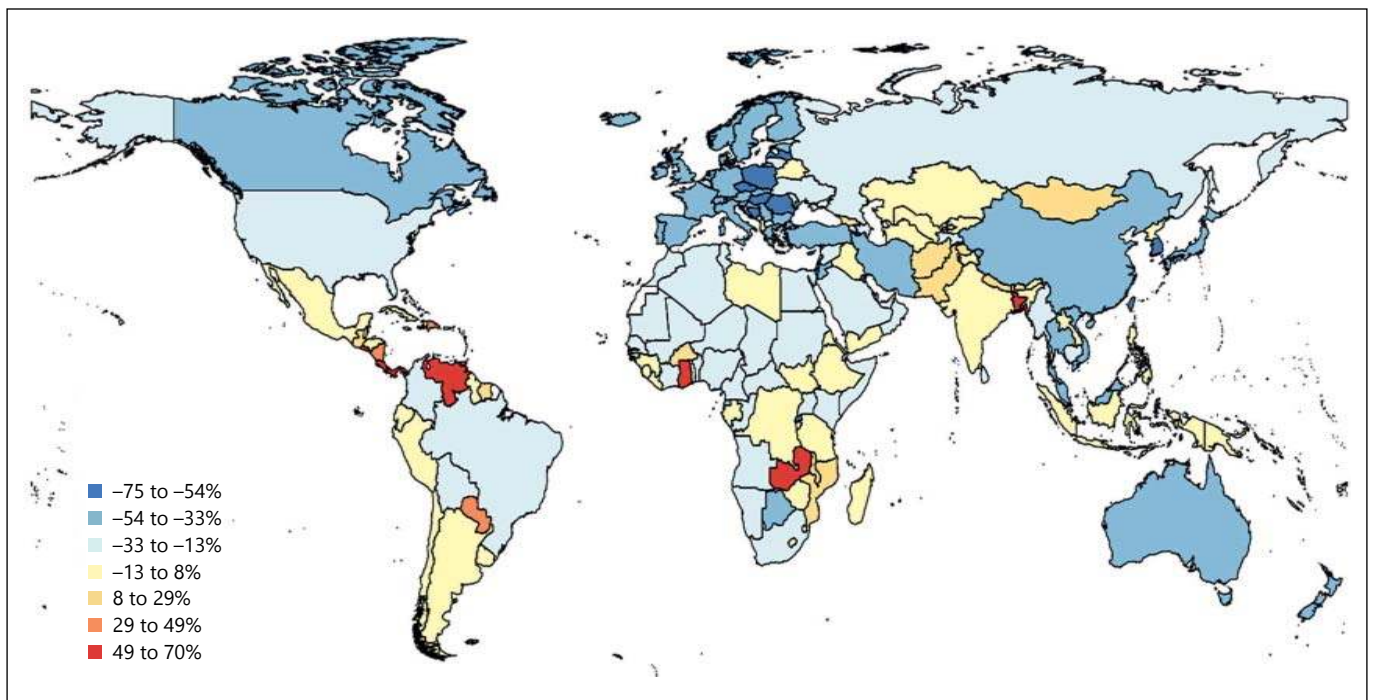 –75 to –54%
–54 to –33%
–33 to –13%
–13 to 8%
8 to 29%
29 to 49%
49 to 70%